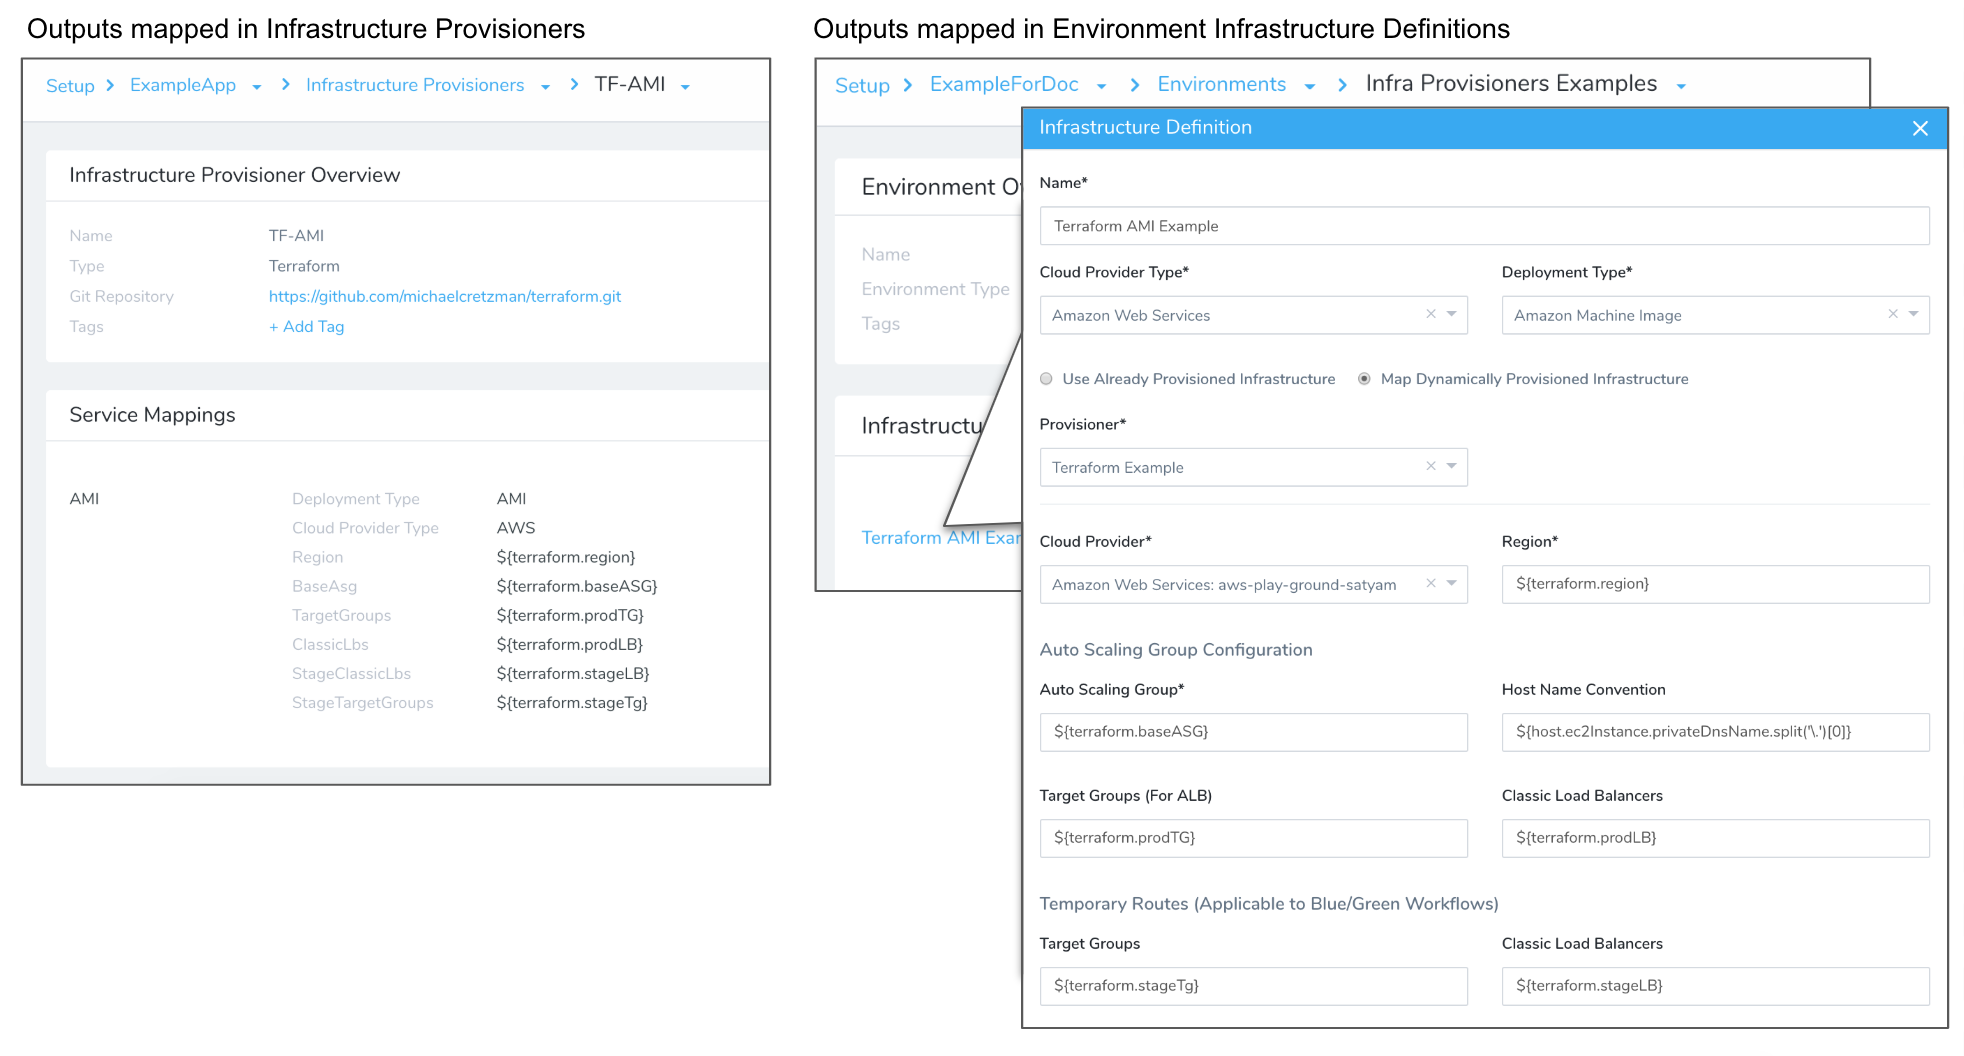 Outputs mapped in Infrastructure Provisioners
Setup > ExampleApp > Infrastructure Provisioners > TF-AMI
Infrastructure Provisioner Overview
Name TF-AMI
Type Terraform
Git Repository https://github.com/michaelcretzman/terraform.git
Tags + Add Tag
Service Mappings
AMI Deployment Type AMI
Cloud Provider Type AWS
Region ${terraform.region}
BaseAsg ${terraform.baseASG}
TargetGroups ${terraform.prodTG}
ClassicLbs ${terraform.prodLB}
StageClassicLbs ${terraform.stageLB}
StageTargetGroups ${terraform.stageTg}
Outputs mapped in Environment Infrastructure Definitions
Setup > ExampleForDoc > Environments > Infra Provisioners Examples
Environment O
Name
Environment Type
Tags
Infrastructu
Terraform AMI Exar
Infrastructure Definition
Name*
Terraform AMI Example
Cloud Provider Type* Deployment Type*
Amazon Web Services Amazon Machine Image
Use Already Provisioned Infrastructure Map Dynamically Provisioned Infrastructure
Provisioner*
Terraform Example
Cloud Provider* Region*
Amazon Web Services: aws-play-ground-satyam ${terraform.region}
Auto Scaling Group Configuration
Auto Scaling Group* Host Name Convention
${terraform.baseASG} ${host.ec2Instance.privateDnsName.split('\.')[0]}
Target Groups (For ALB) Classic Load Balancers
${terraform.prodTG} ${terraform.prodLB}
Temporary Routes (Applicable to Blue/Green Workflows)
Target Groups Classic Load Balancers
${terraform.stageTg} ${terraform.stageLB}